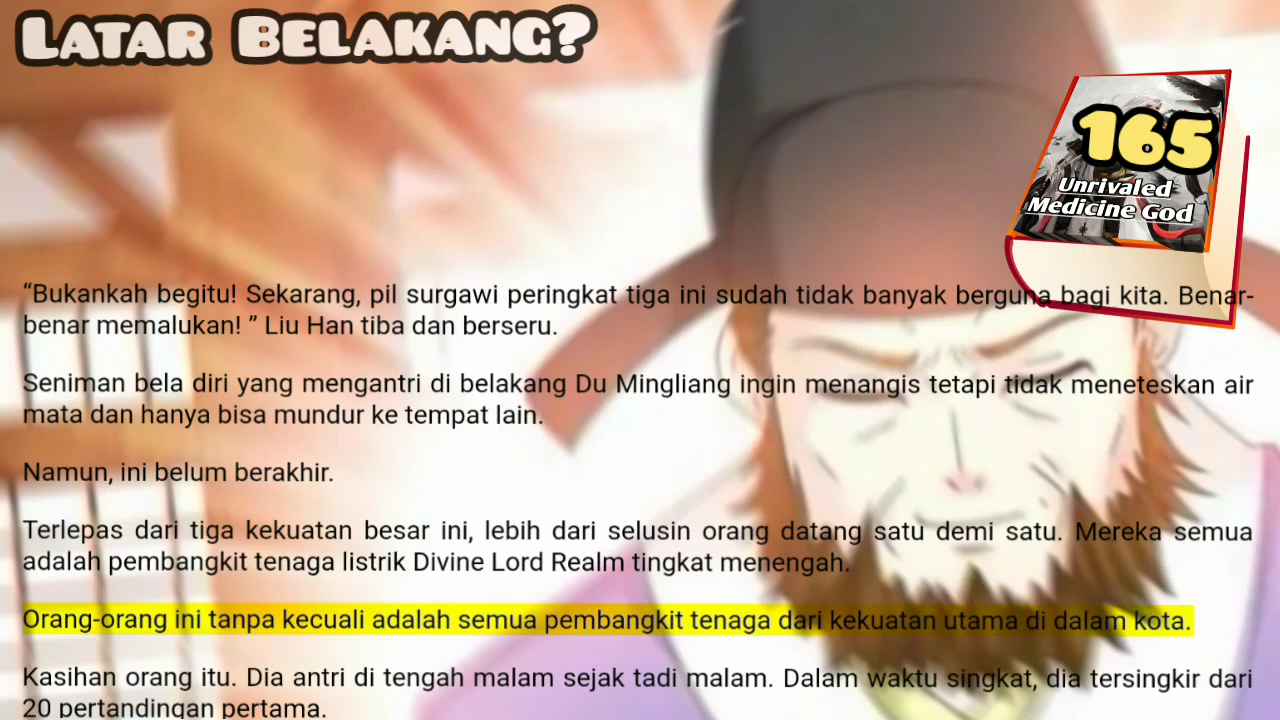 LATAR BELAKANG?
165
Unrivaled
Medicine God
“Bukankah begitu! Sekarang, pil surgawi peringkat tiga ini sudah tidak banyak berguna bagi kita. Benar-
benar memalukan! ” Liu Han tiba dan berseru.
Seniman bela diri yang mengantri di belakang Du Mingliang ingin menangis tetapi tidak meneteskan air
mata dan hanya bisa mundur ke tempat lain.
Namun, ini belum berakhir.
Terlepas dari tiga kekuatan besar ini, lebih dari selusin orang datang satu demi satu. Mereka semua
adalah pembangkit tenaga listrik Divine Lord Realm tingkat menengah.
Orang-orang ini tanpa kecuali adalah semua pembangkit tenaga dari kekuatan utama di dalam kota.
Kasihan orang itu. Dia antri di tengah malam sejak tadi malam. Dalam waktu singkat, dia tersingkir dari
20 pertandingan pertama.